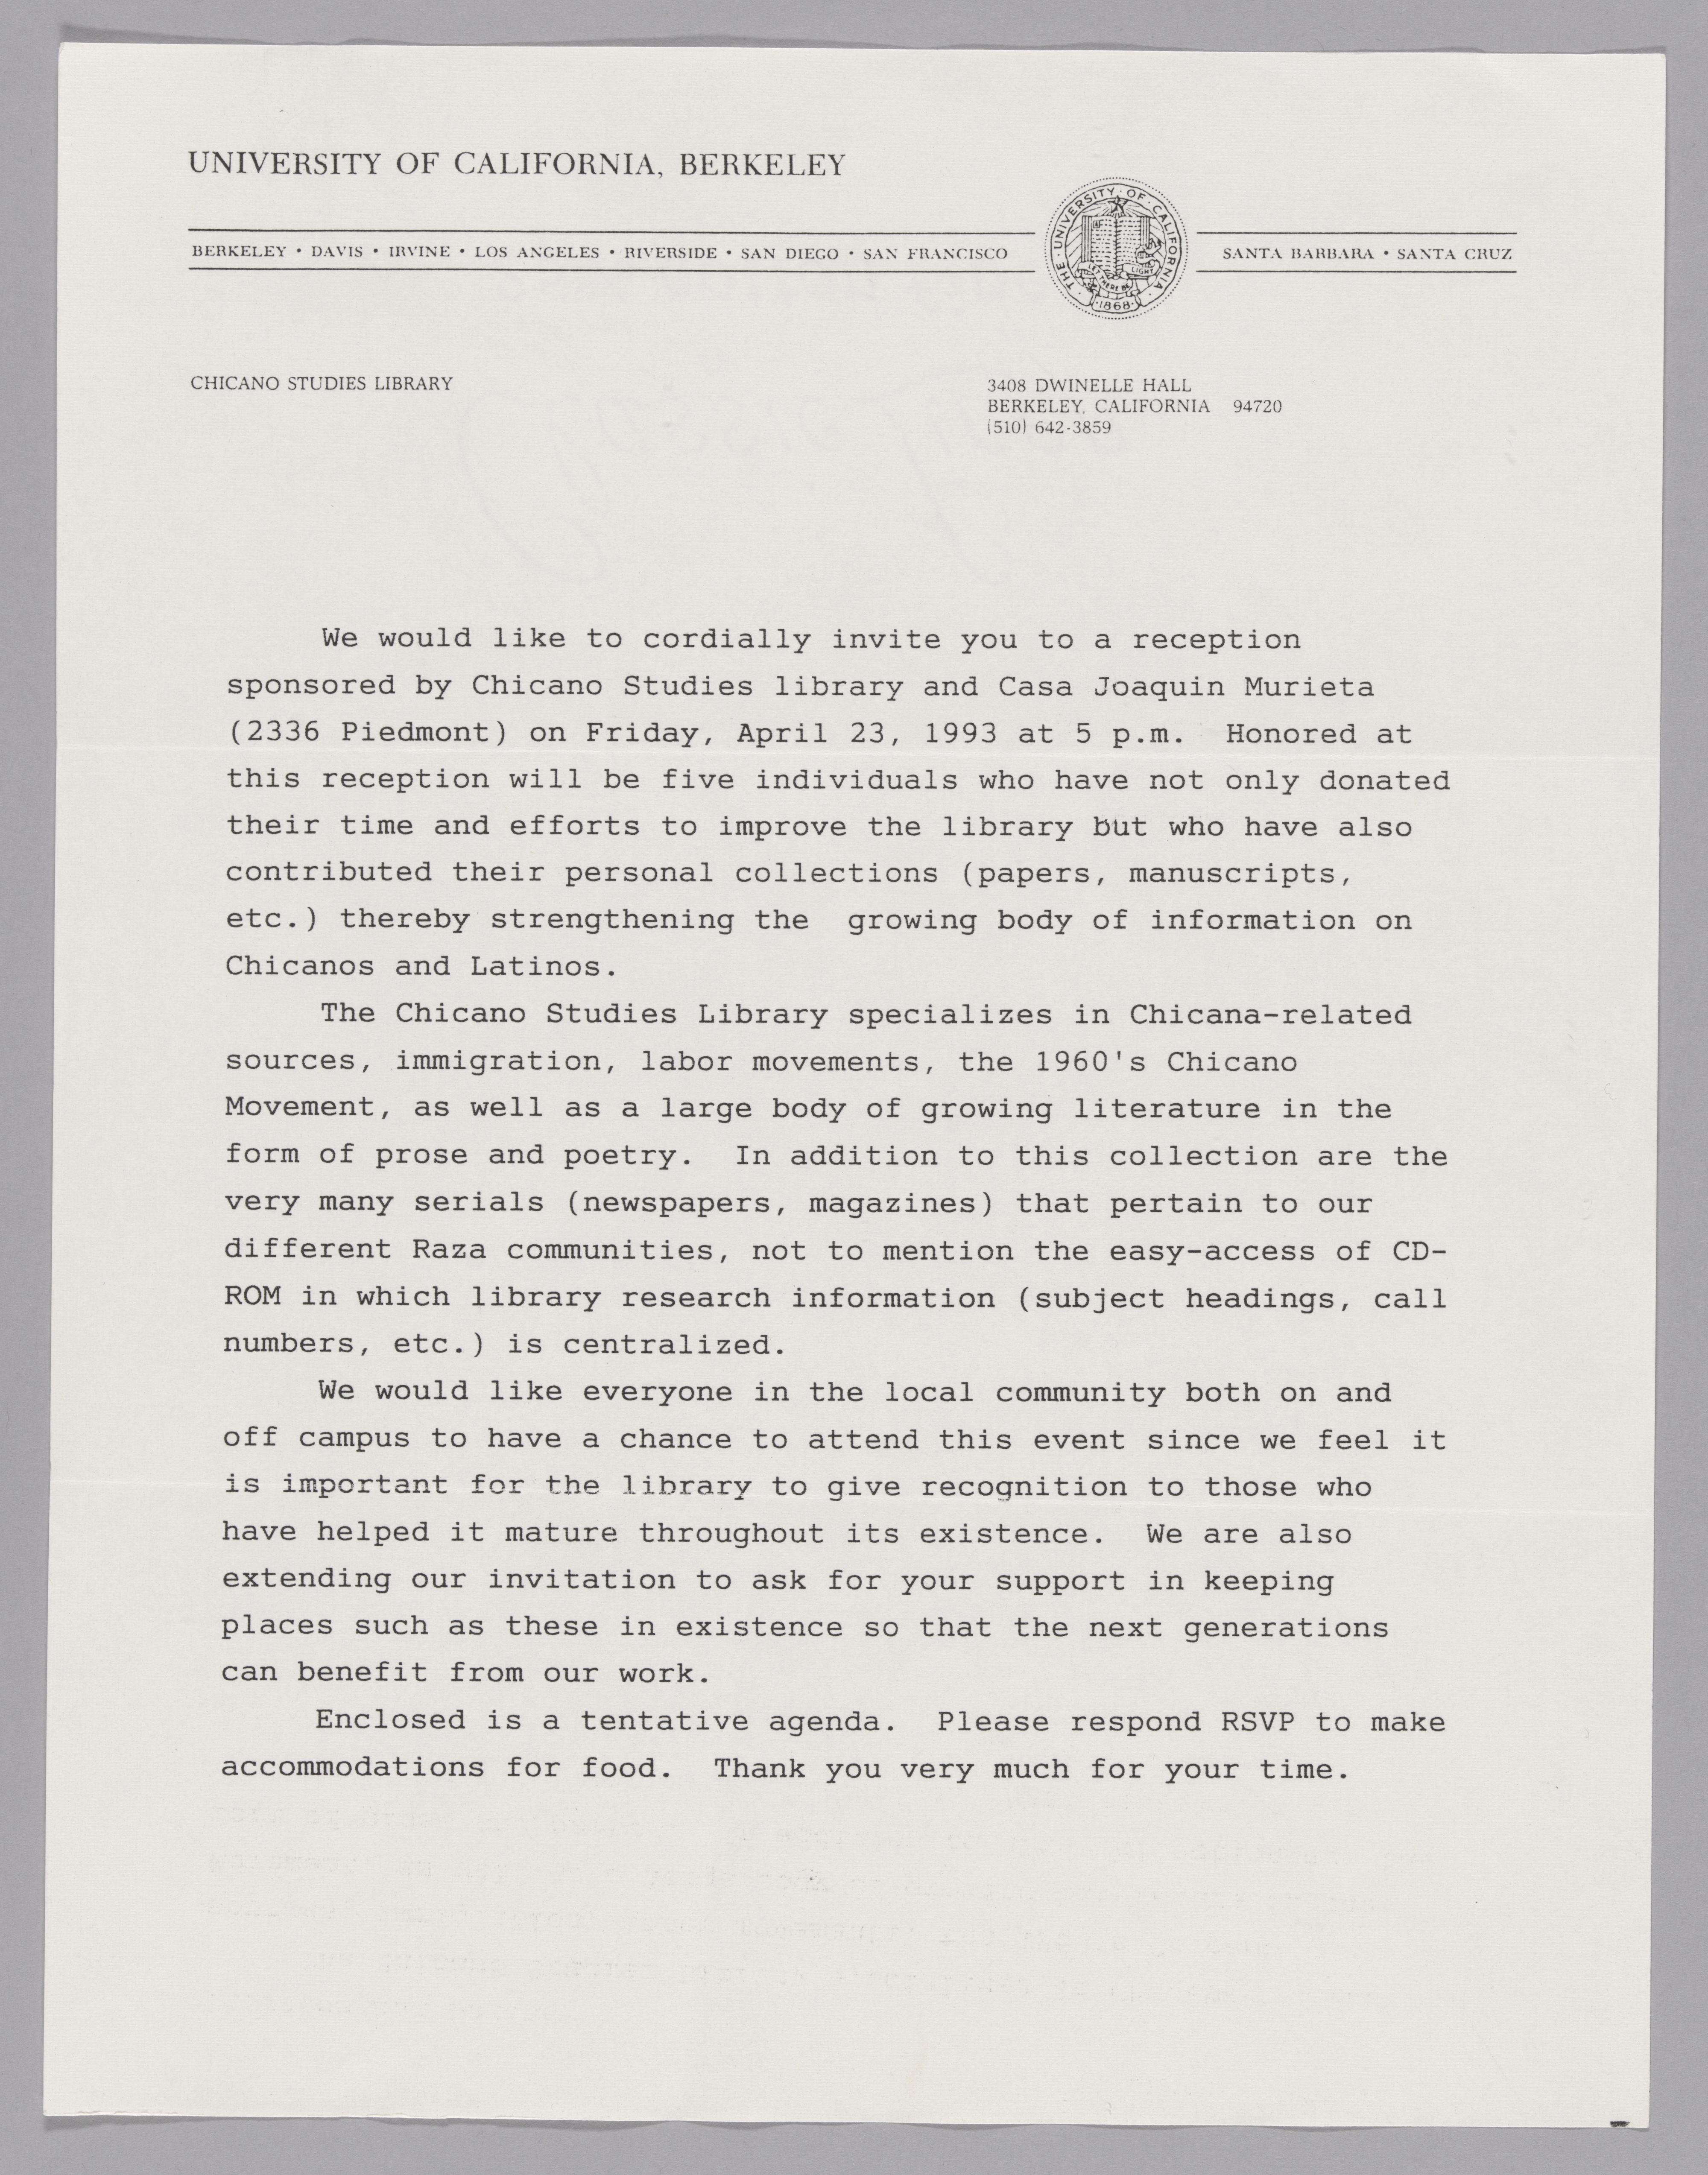 UNIVERSITY OF CALIFORNIA, BERKELEY
BERKELEY • DAVIS • IRVINE • LOS ANGELES • RIVERSIDE • SAN DIEGO • SAN FRANCISCO
THE · UNIVERSITY · OF · CALIFORNIA
LET THERE BE LIGHT
·1868·
SANTA BARBARA • SANTA CRUZ
CHICANO STUDIES LIBRARY
3408 DWINELLE HALL
BERKELEY, CALIFORNIA 94720
(510) 642-3859
We would like to cordially invite you to a reception
sponsored by Chicano Studies library and Casa Joaquin Murieta
(2336 Piedmont) on Friday, April 23, 1993 at 5 p.m. Honored at
this reception will be five individuals who have not only donated
their time and efforts to improve the library but who have also
contributed their personal collections (papers, manuscripts,
etc.) thereby strengthening the growing body of information on
Chicanos and Latinos.
The Chicano Studies Library specializes in Chicana-related
sources, immigration, labor movements, the 1960's Chicano
Movement, as well as a large body of growing literature in the
form of prose and poetry. In addition to this collection are the
very many serials (newspapers, magazines) that pertain to our
different Raza communities, not to mention the easy-access of CD-
ROM in which library research information (subject headings, call
numbers, etc.) is centralized.
We would like everyone in the local community both on and
off campus to have a chance to attend this event since we feel it
is important for the library to give recognition to those who
have helped it mature throughout its existence. We are also
extending our invitation to ask for your support in keeping
places such as these in existence so that the next generations
can benefit from our work.
Enclosed is a tentative agenda. Please respond RSVP to make
accommodations for food. Thank you very much for your time.